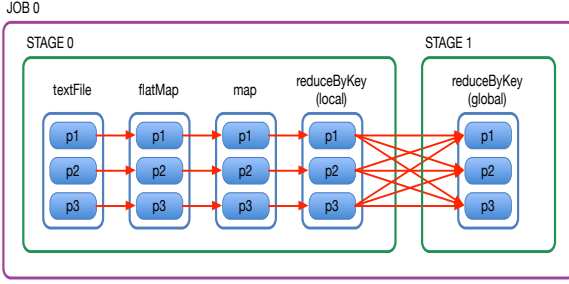 JOB 0
STAGE 0
STAGE 1
textFile
flatMap
map
reduceByKey
(local)
reduceByKey
(global)
p1
p1
p1
p1
p1
p2
p2
p2
p2
p2
p3
p3
p3
p3
p3